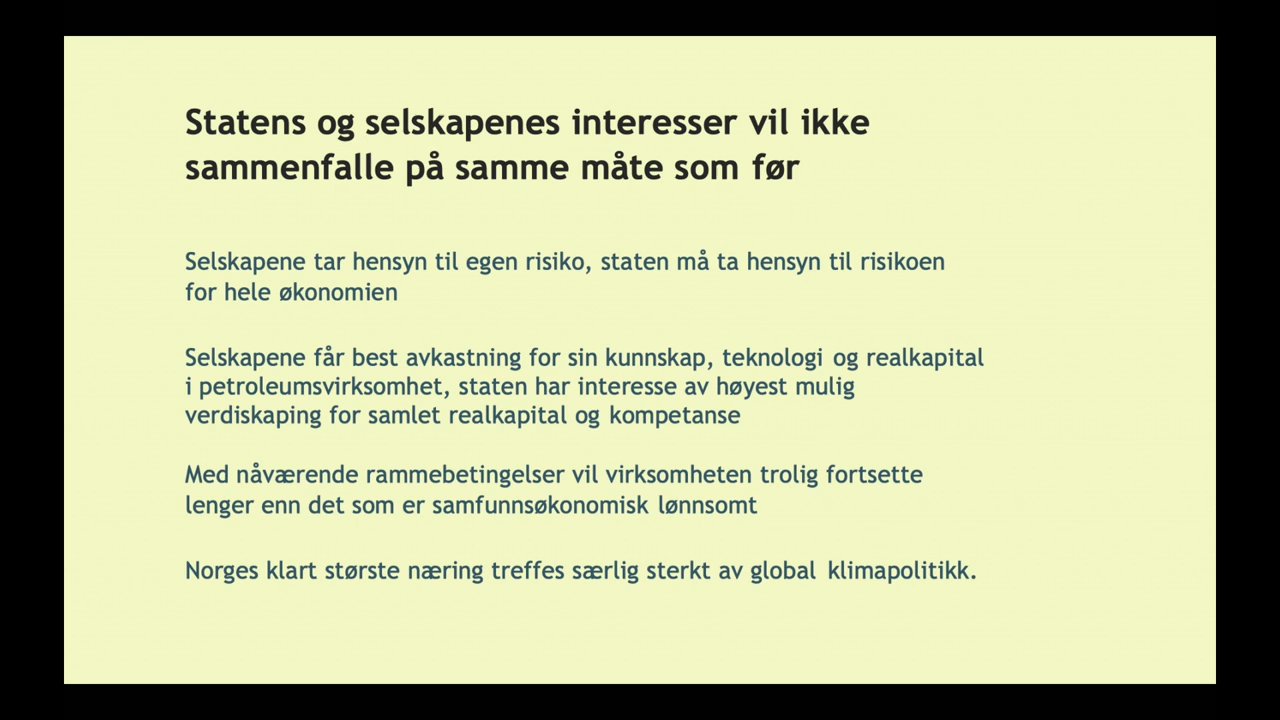 Statens og selskapenes interesser vil ikke
sammenfalle på samme måte som før
Selskapene tar hensyn til egen risiko, staten må ta hensyn til risikoen
for hele økonomien
Selskapene får best avkastning for sin kunnskap, teknologi og realkapital
i petroleumsvirksomhet, staten har interesse av høyest mulig
verdiskaping for samlet realkapital og kompetanse
Med nåværende rammebetingelser vil virksomheten trolig fortsette
lenger enn det som er samfunnsøkonomisk lønnsomt
Norges klart største næring treffes særlig sterkt av global klimapolitikk.